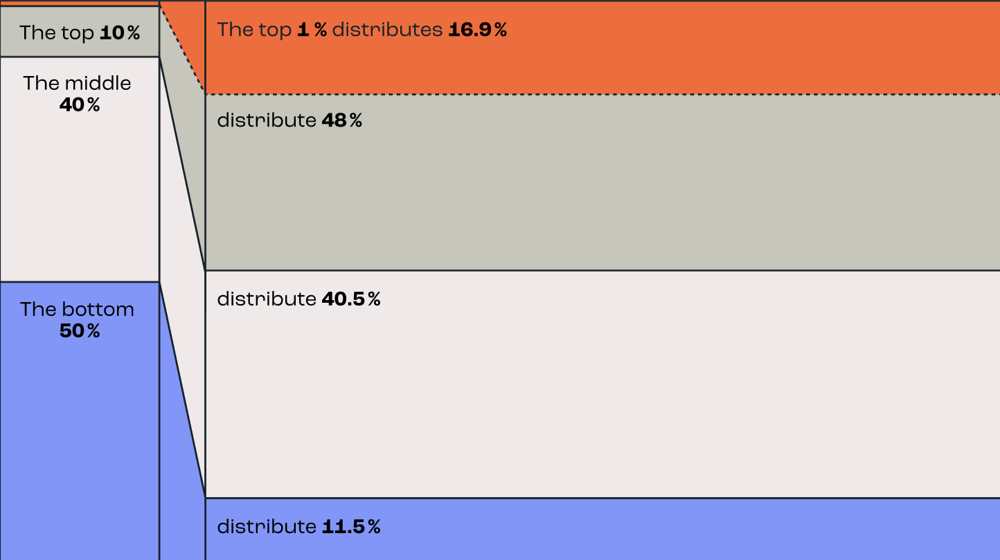 The top 10 %
The middle
40 %
The bottom
50 %
The top 1 % distributes 16.9 %
distribute 48 %
distribute 40.5 %
distribute 11.5 %